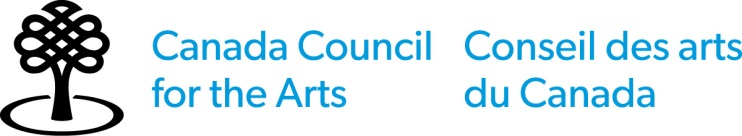 Canada Council
for the Arts
Conseil des arts
du Canada